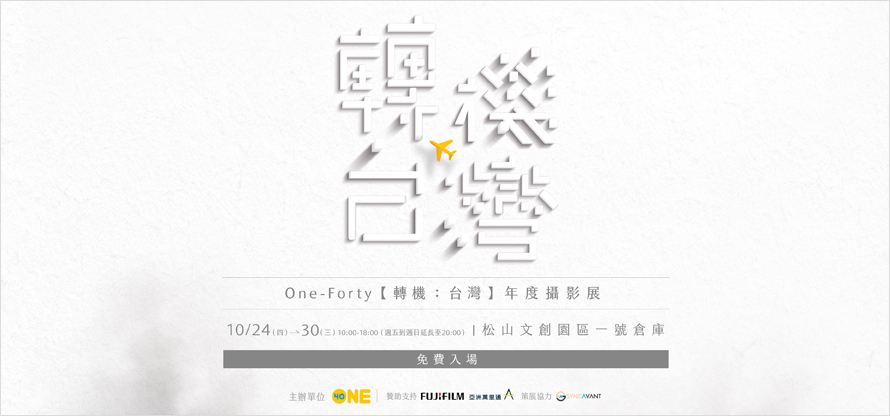 轉機
台灣
One-Forty【轉機：台灣】年度攝影展
10/24(四)→30(三) 10:00-18:00 (週五到週日延長至20:00) | 松山文創園區一號倉庫
免費入場
主辦單位 40 ONE | 贊助支持 FUJIFILM 亞洲萬里通 A 策展協力 SYNCAVANT